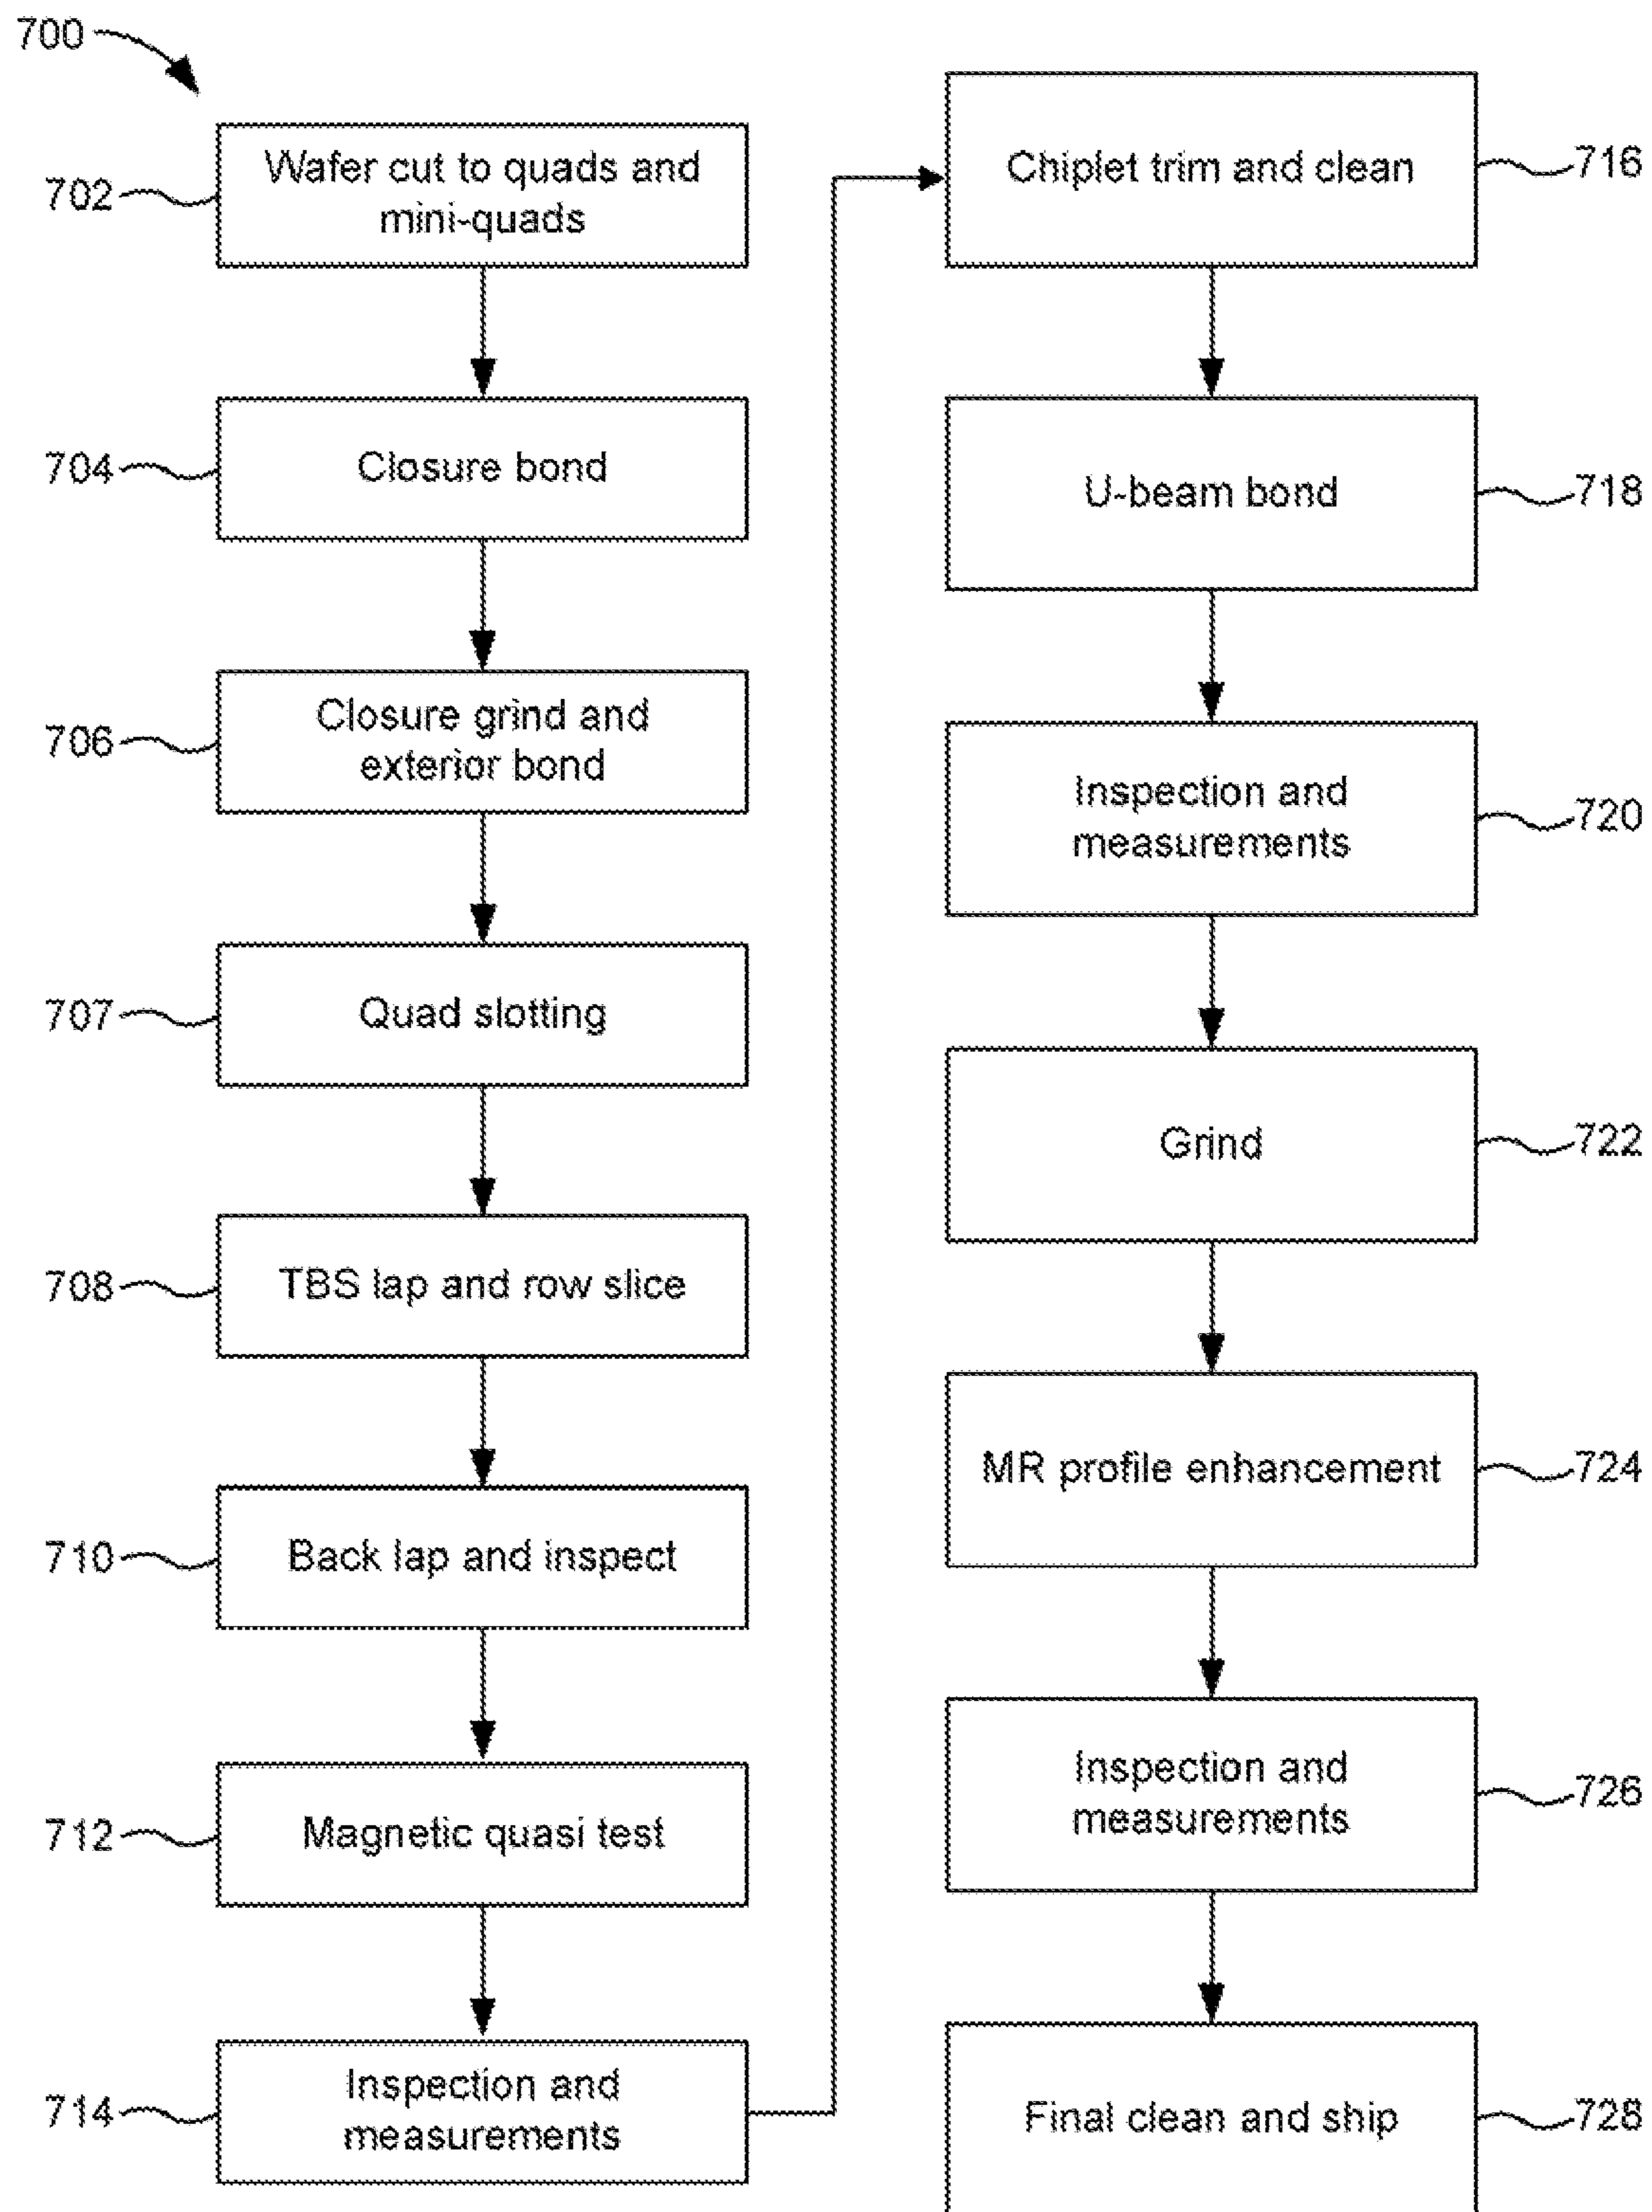 700
702
Wafer cut to quads and
mini-quads
704
Closure bond
706
Closure grind and
exterior bond
707
Quad slotting
708
TBS lap and row slice
710
Back lap and inspect
712
Magnetic quasi test
714
Inspection and
measurements
Chiplet trim and clean
716
U-beam bond
718
Inspection and
measurements
720
Grind
722
MR profile enhancement
724
Inspection and
measurements
726
Final clean and ship
728